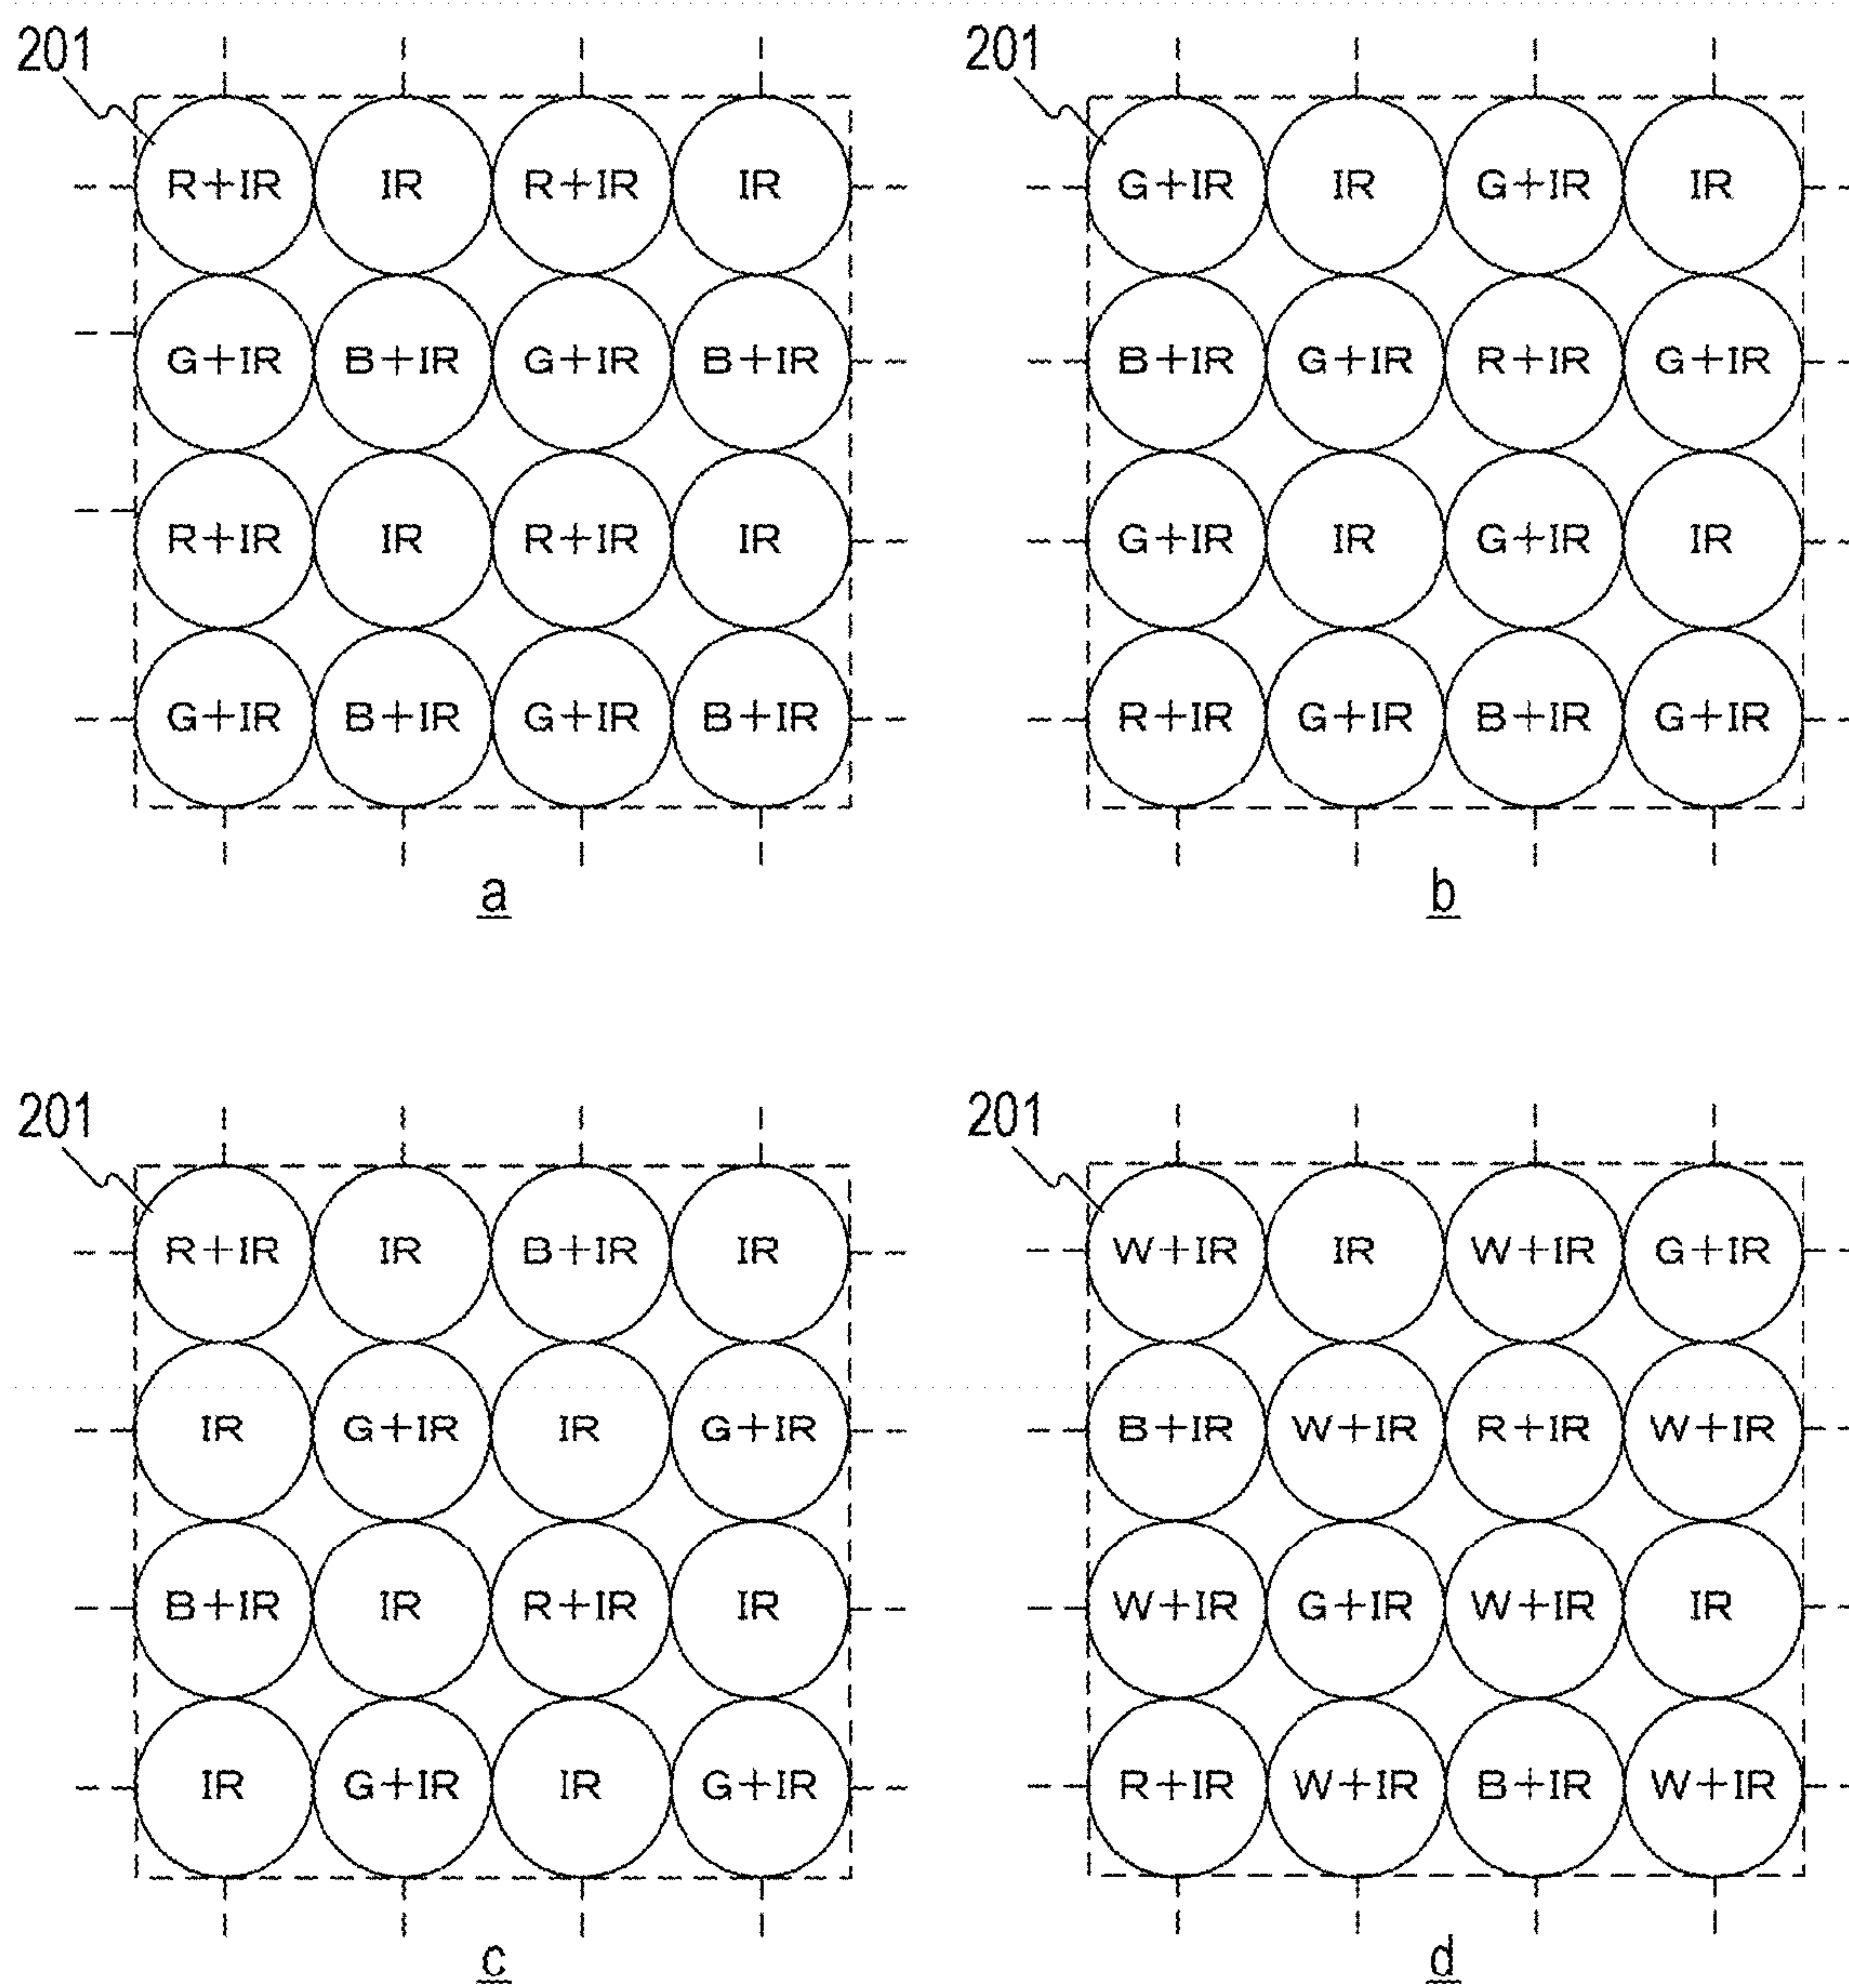 201
R+IR IR R+IR IR
G+IR B+IR G+IR B+IR
R+IR IR R+IR IR
G+IR B+IR G+IR B+IR
a
201
G+IR IR G+IR IR
B+IR G+IR R+IR G+IR
G+IR IR G+IR IR
R+IR G+IR B+IR G+IR
b
201
R+IR IR B+IR IR
IR G+IR IR G+IR
B+IR IR R+IR IR
IR G+IR IR G+IR
c
201
W+IR IR W+IR G+IR
B+IR W+IR R+IR W+IR
W+IR G+IR W+IR IR
R+IR W+IR B+IR W+IR
d